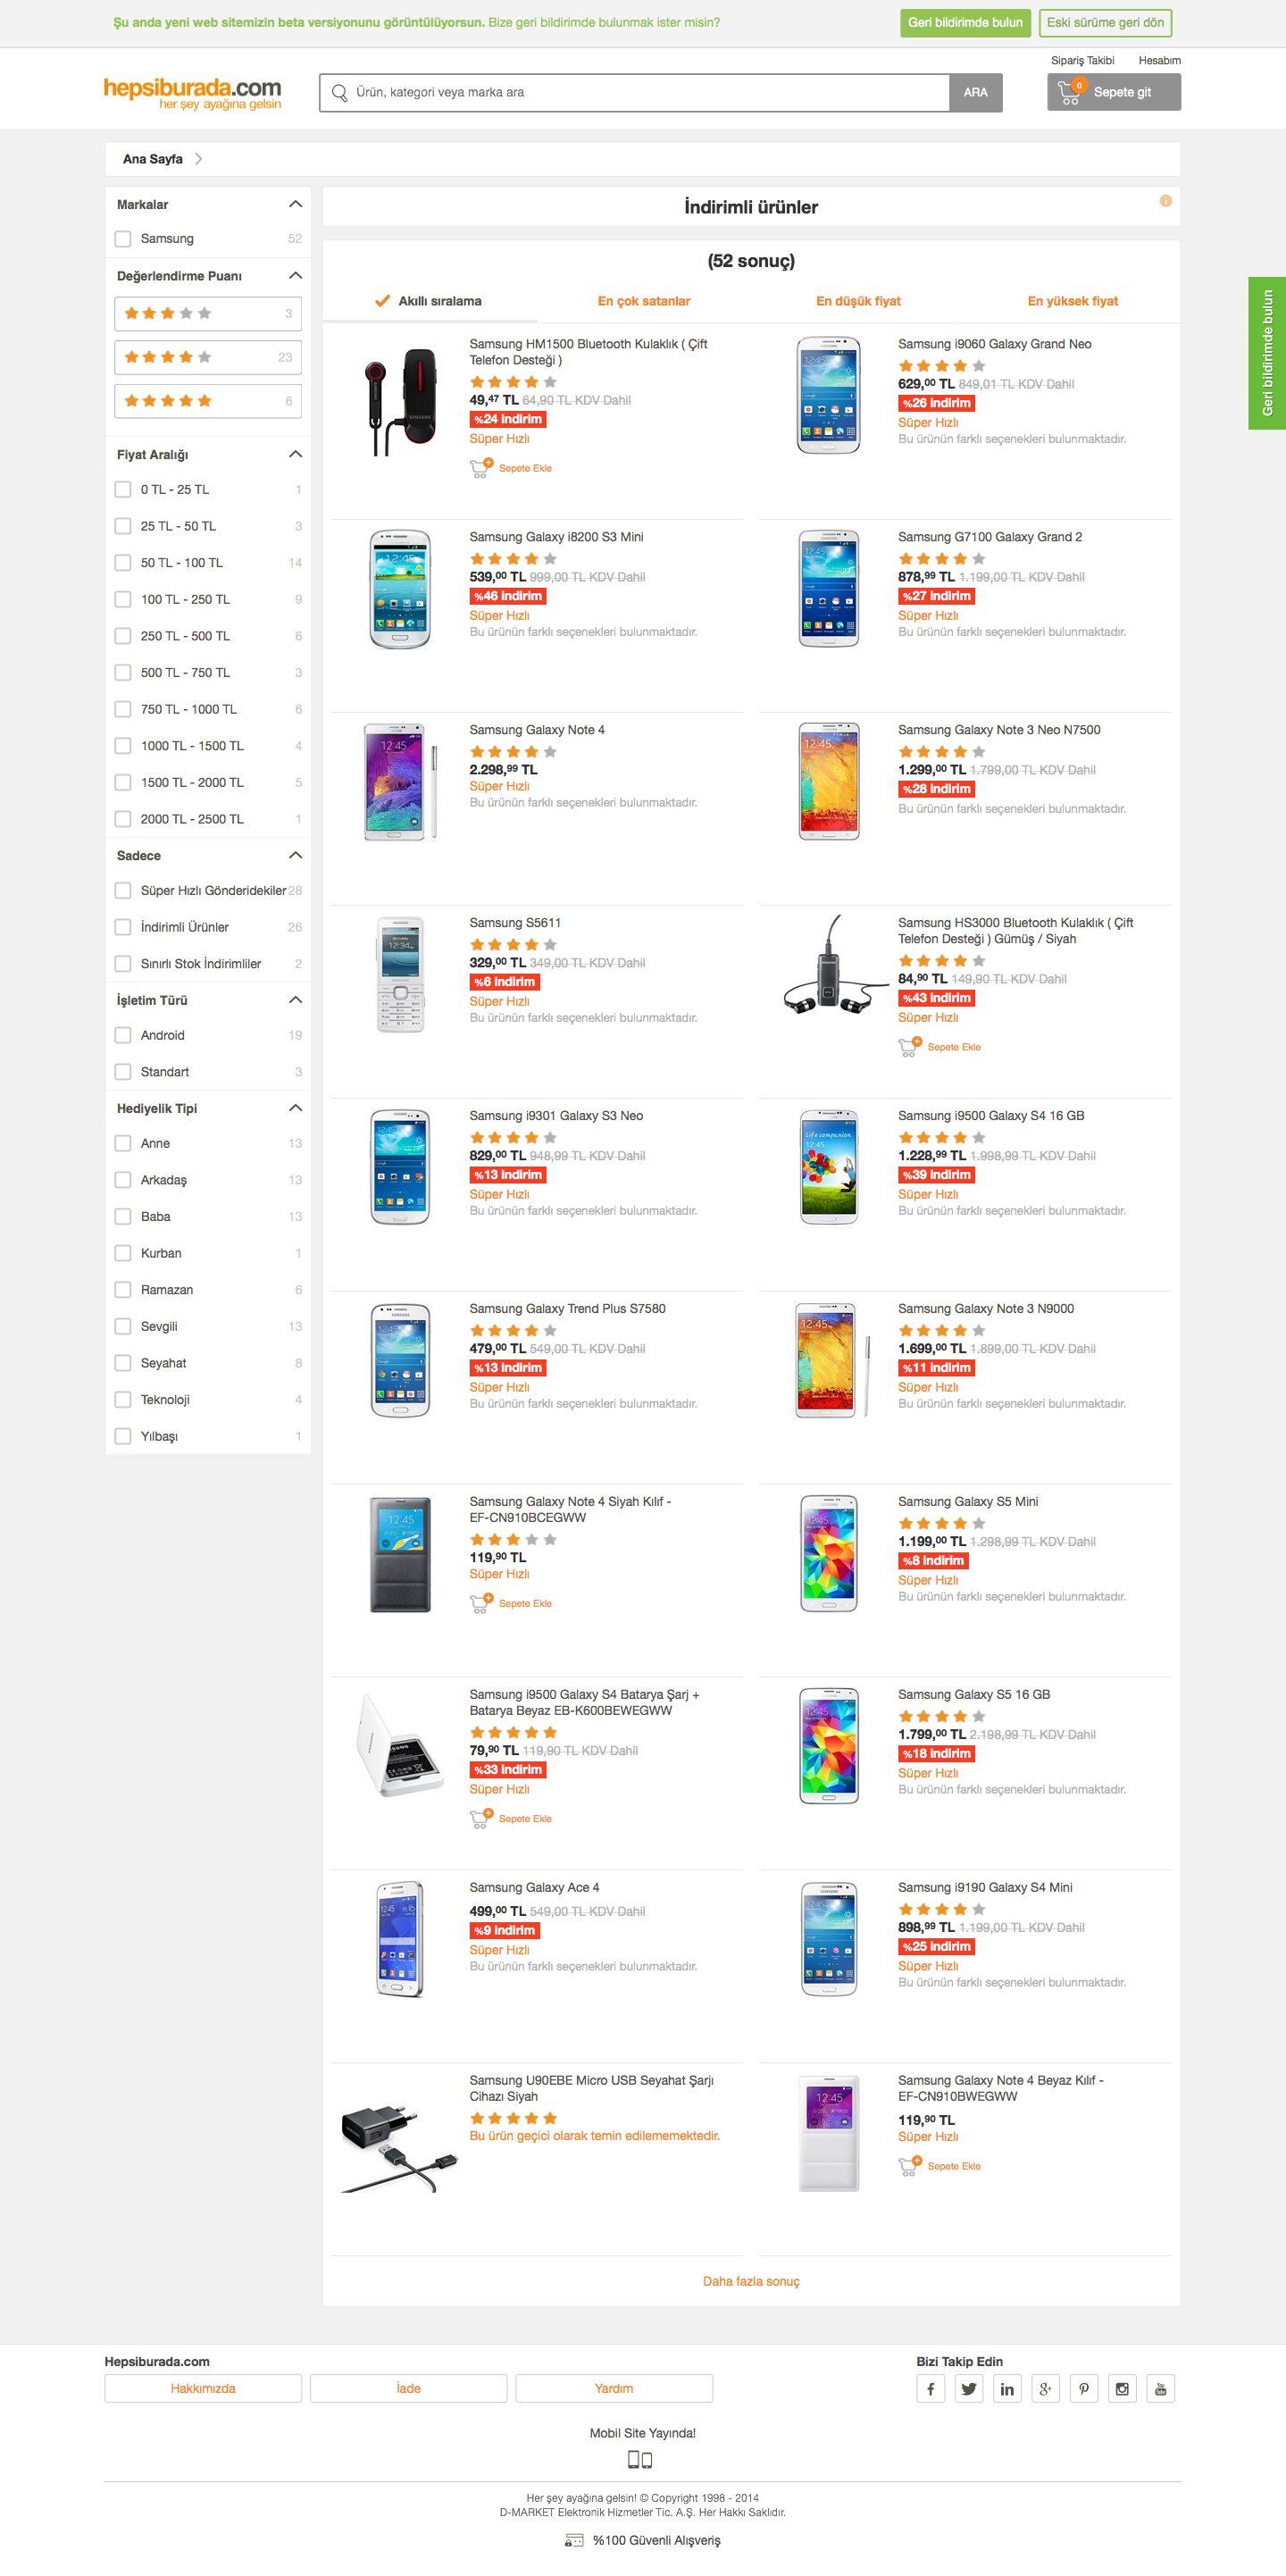 Şu anda yeni web sitemizin beta versiyonunu görüntülüyorsun. Bize geri bildirimde bulunmak ister misin?
Geri bildirimde bulun
Eski sürüme geri dön
Sipariş Takibi
Hesabım
hepsiburada.com
her şey ayağına gelsin
Ürün, kategori veya marka ara
ARA
0
Sepete git
Ana Sayfa
Markalar
Samsung 52
Değerlendirme Puanı
3
23
6
Fiyat Aralığı
0 TL - 25 TL 1
25 TL - 50 TL 3
50 TL - 100 TL 14
100 TL - 250 TL 9
250 TL - 500 TL 6
500 TL - 750 TL 3
750 TL - 1000 TL 6
1000 TL - 1500 TL 4
1500 TL - 2000 TL 5
2000 TL - 2500 TL 1
Sadece
Süper Hızlı Gönderidekiler 28
İndirimli Ürünler 26
Sınırlı Stok İndirimliler 2
İşletim Türü
Android 19
Standart 3
Hediyelik Tipi
Anne 13
Arkadaş 13
Baba 13
Kurban 1
Ramazan 6
Sevgili 13
Seyahat 8
Teknoloji 4
Yılbaşı 1
İndirimli ürünler
(52 sonuç)
Akıllı sıralama
En çok satanlar
En düşük fiyat
En yüksek fiyat
Samsung HM1500 Bluetooth Kulaklık ( Çift
Telefon Desteği )
49,47 TL 64,90 TL KDV Dahil
%24 indirim
Süper Hızlı
Sepete Ekle
Samsung i9060 Galaxy Grand Neo
629,00 TL 849,01 TL KDV Dahil
%26 indirim
Süper Hızlı
Bu ürünün farklı seçenekleri bulunmaktadır.
Samsung Galaxy i8200 S3 Mini
539,00 TL 999,00 TL KDV Dahil
%46 indirim
Süper Hızlı
Bu ürünün farklı seçenekleri bulunmaktadır.
Samsung G7100 Galaxy Grand 2
878,99 TL 1.199,00 TL KDV Dahil
%27 indirim
Süper Hızlı
Bu ürünün farklı seçenekleri bulunmaktadır.
Samsung Galaxy Note 4
2.298,99 TL
Süper Hızlı
Bu ürünün farklı seçenekleri bulunmaktadır.
Samsung Galaxy Note 3 Neo N7500
1.299,00 TL 1.799,00 TL KDV Dahil
%28 indirim
Bu ürünün farklı seçenekleri bulunmaktadır.
Samsung S5611
329,00 TL 349,00 TL KDV Dahil
%6 indirim
Süper Hızlı
Bu ürünün farklı seçenekleri bulunmaktadır.
Samsung HS3000 Bluetooth Kulaklık ( Çift
Telefon Desteği ) Gümüş / Siyah
84,90 TL 149,90 TL KDV Dahil
%43 indirim
Süper Hızlı
Sepete Ekle
Samsung i9301 Galaxy S3 Neo
829,00 TL 948,99 TL KDV Dahil
%13 indirim
Süper Hızlı
Bu ürünün farklı seçenekleri bulunmaktadır.
Samsung i9500 Galaxy S4 16 GB
1.228,99 TL 1.998,99 TL KDV Dahil
%39 indirim
Süper Hızlı
Bu ürünün farklı seçenekleri bulunmaktadır.
Samsung Galaxy Trend Plus S7580
479,00 TL 549,00 TL KDV Dahil
%13 indirim
Süper Hızlı
Bu ürünün farklı seçenekleri bulunmaktadır.
Samsung Galaxy Note 3 N9000
1.699,00 TL 1.899,00 TL KDV Dahil
%11 indirim
Süper Hızlı
Bu ürünün farklı seçenekleri bulunmaktadır.
Samsung Galaxy Note 4 Siyah Kılıf -
EF-CN910BCEGWW
119,90 TL
Süper Hızlı
Sepete Ekle
Samsung Galaxy S5 Mini
1.199,00 TL 1.298,99 TL KDV Dahil
%8 indirim
Süper Hızlı
Bu ürünün farklı seçenekleri bulunmaktadır.
Samsung i9500 Galaxy S4 Batarya Şarj +
Batarya Beyaz EB-K600BEWEGWW
79,90 TL 119,90 TL KDV Dahil
%33 indirim
Süper Hızlı
Sepete Ekle
Samsung Galaxy S5 16 GB
1.799,00 TL 2.198,99 TL KDV Dahil
%18 indirim
Süper Hızlı
Bu ürünün farklı seçenekleri bulunmaktadır.
Samsung Galaxy Ace 4
499,00 TL 549,00 TL KDV Dahil
%9 indirim
Süper Hızlı
Bu ürünün farklı seçenekleri bulunmaktadır.
Samsung i9190 Galaxy S4 Mini
898,99 TL 1.199,00 TL KDV Dahil
%25 indirim
Süper Hızlı
Bu ürünün farklı seçenekleri bulunmaktadır.
Samsung U90EBE Micro USB Seyahat Şarjı
Cihazı Siyah
Bu ürün geçici olarak temin edilememektedir.
Samsung Galaxy Note 4 Beyaz Kılıf -
EF-CN910BWEGWW
119,90 TL
Süper Hızlı
Sepete Ekle
Daha fazla sonuç
Geri bildirimde bulun
Hepsiburada.com
Hakkımızda
İade
Yardım
Bizi Takip Edin
Mobil Site Yayında!
Her şey ayağına gelsin! © Copyright 1998 - 2014
D-MARKET Elektronik Hizmetler Tic. A.Ş. Her Hakkı Saklıdır.
%100 Güvenli Alışveriş